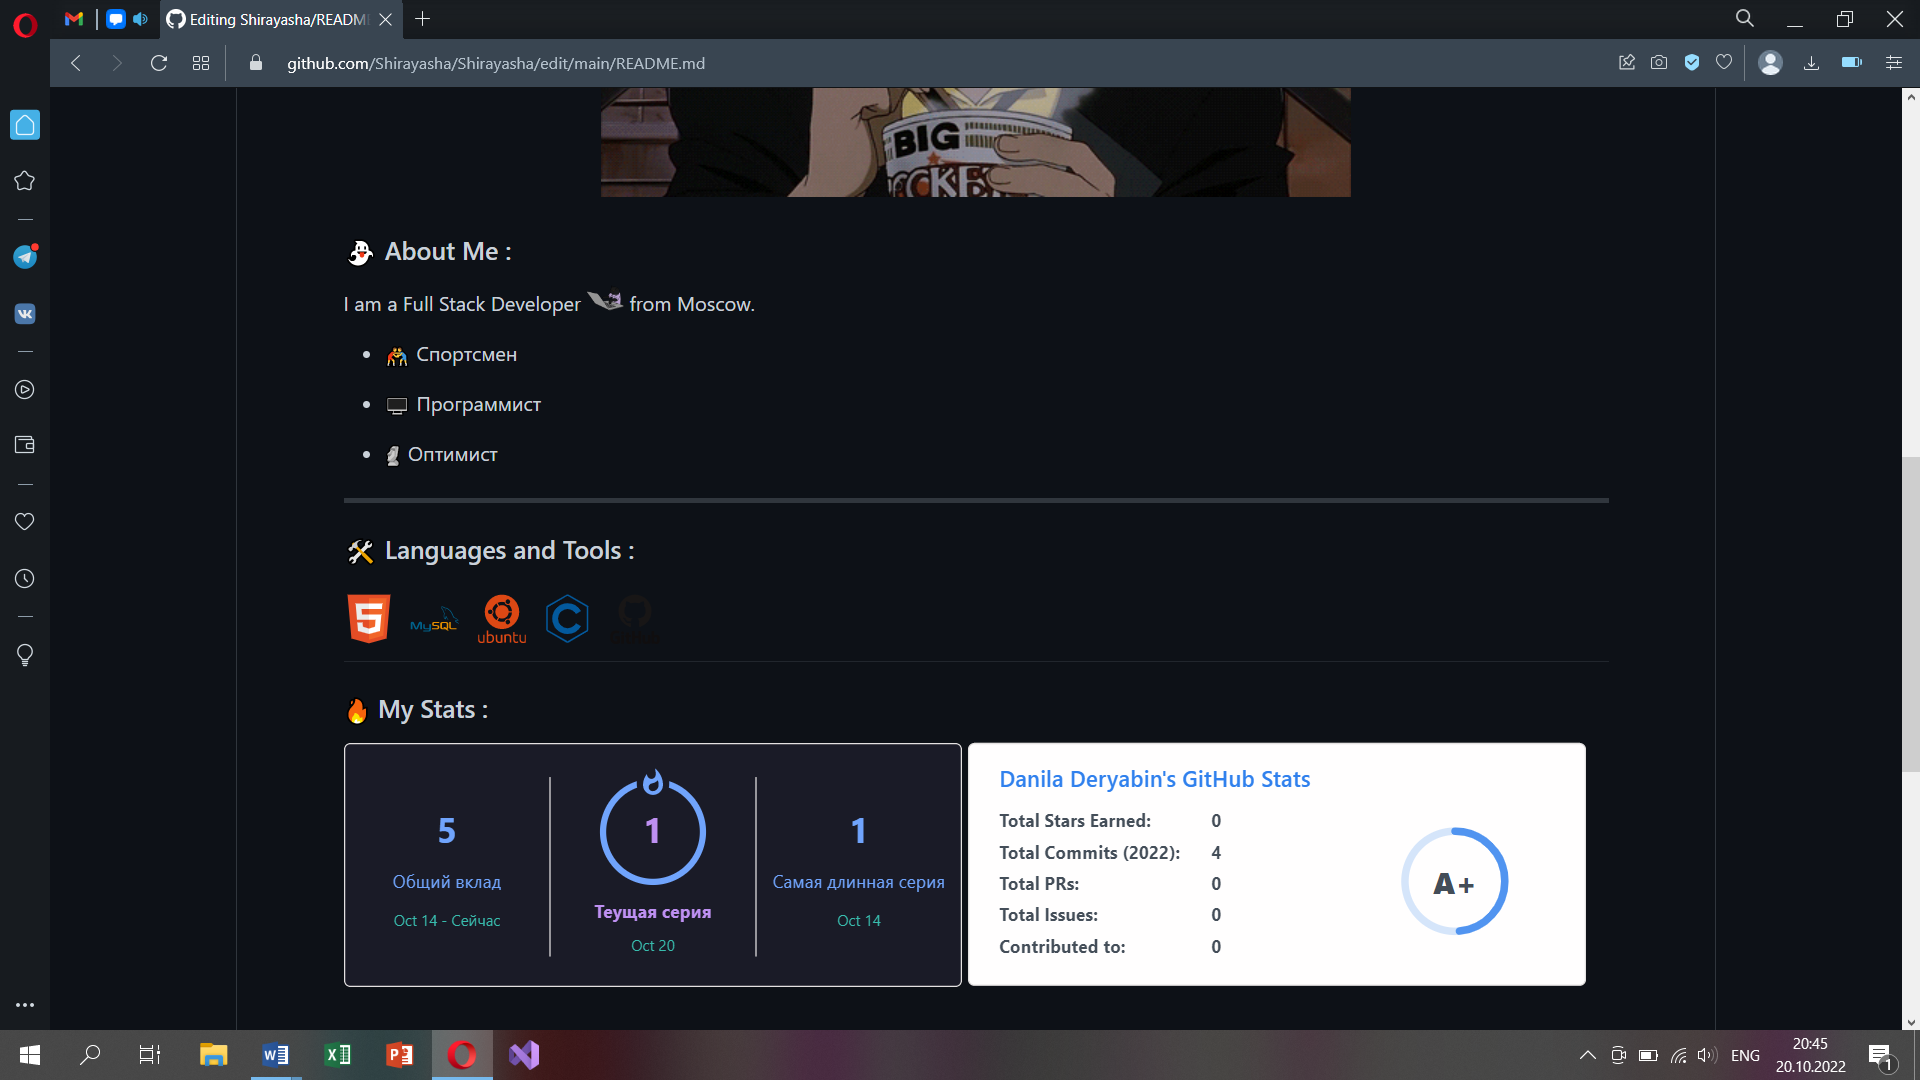 Editing Shirayasha/READM
github.com/Shirayasha/Shirayasha/edit/main/README.md
BIG
About Me :
I am a Full Stack Developer from Moscow.
Спортсмен
Программист
Оптимист
Languages and Tools :
5
MySQL
ubuntu
C
My Stats :
5
Общий вклад
Oct 14 - Сейчас
1
Теущая серия
Oct 20
1
Самая длинная серия
Oct 14
Danila Deryabin's GitHub Stats
Total Stars Earned: 0
Total Commits (2022): 4
Total PRs: 0
Total Issues: 0
Contributed to: 0
A+
ENG
20:45
20.10.2022
1